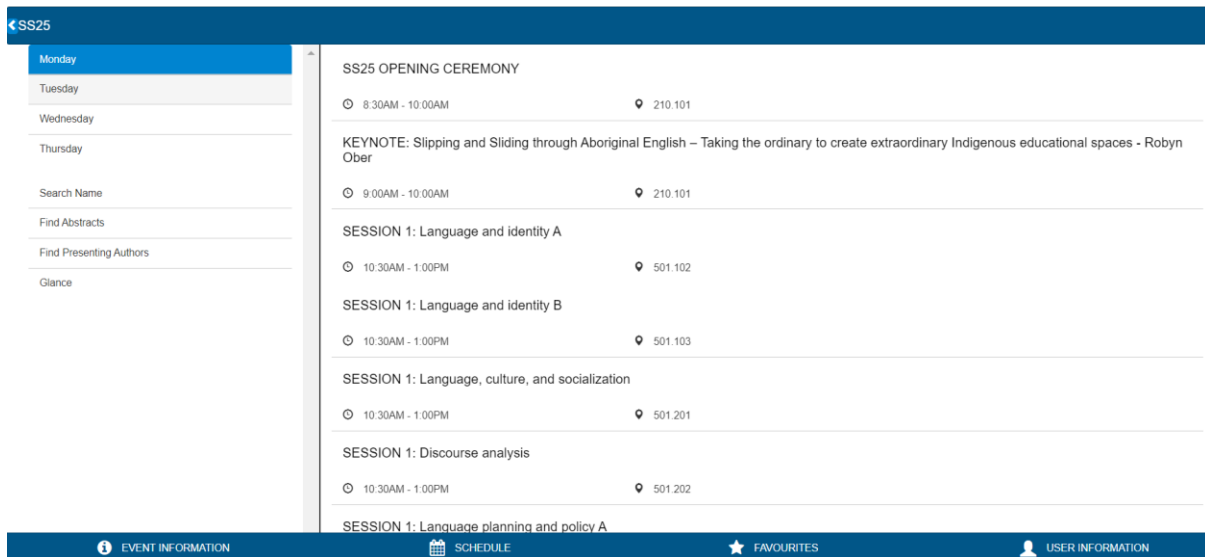 SS25
Monday
Tuesday
Wednesday
Thursday
Search Name
Find Abstracts
Find Presenting Authors
Glance
SS25 OPENING CEREMONY
8:30AM - 10:00AM 210.101
KEYNOTE: Slipping and Sliding through Aboriginal English – Taking the ordinary to create extraordinary Indigenous educational spaces - Robyn
Ober
9:00AM - 10:00AM 210.101
SESSION 1: Language and identity A
10:30AM - 1:00PM 501.102
SESSION 1: Language and identity B
10:30AM - 1:00PM 501.103
SESSION 1: Language, culture, and socialization
10:30AM - 1:00PM 501.201
SESSION 1: Discourse analysis
10:30AM - 1:00PM 501.202
SESSION 1: Language planning and policy A
EVENT INFORMATION SCHEDULE FAVOURITES USER INFORMATION